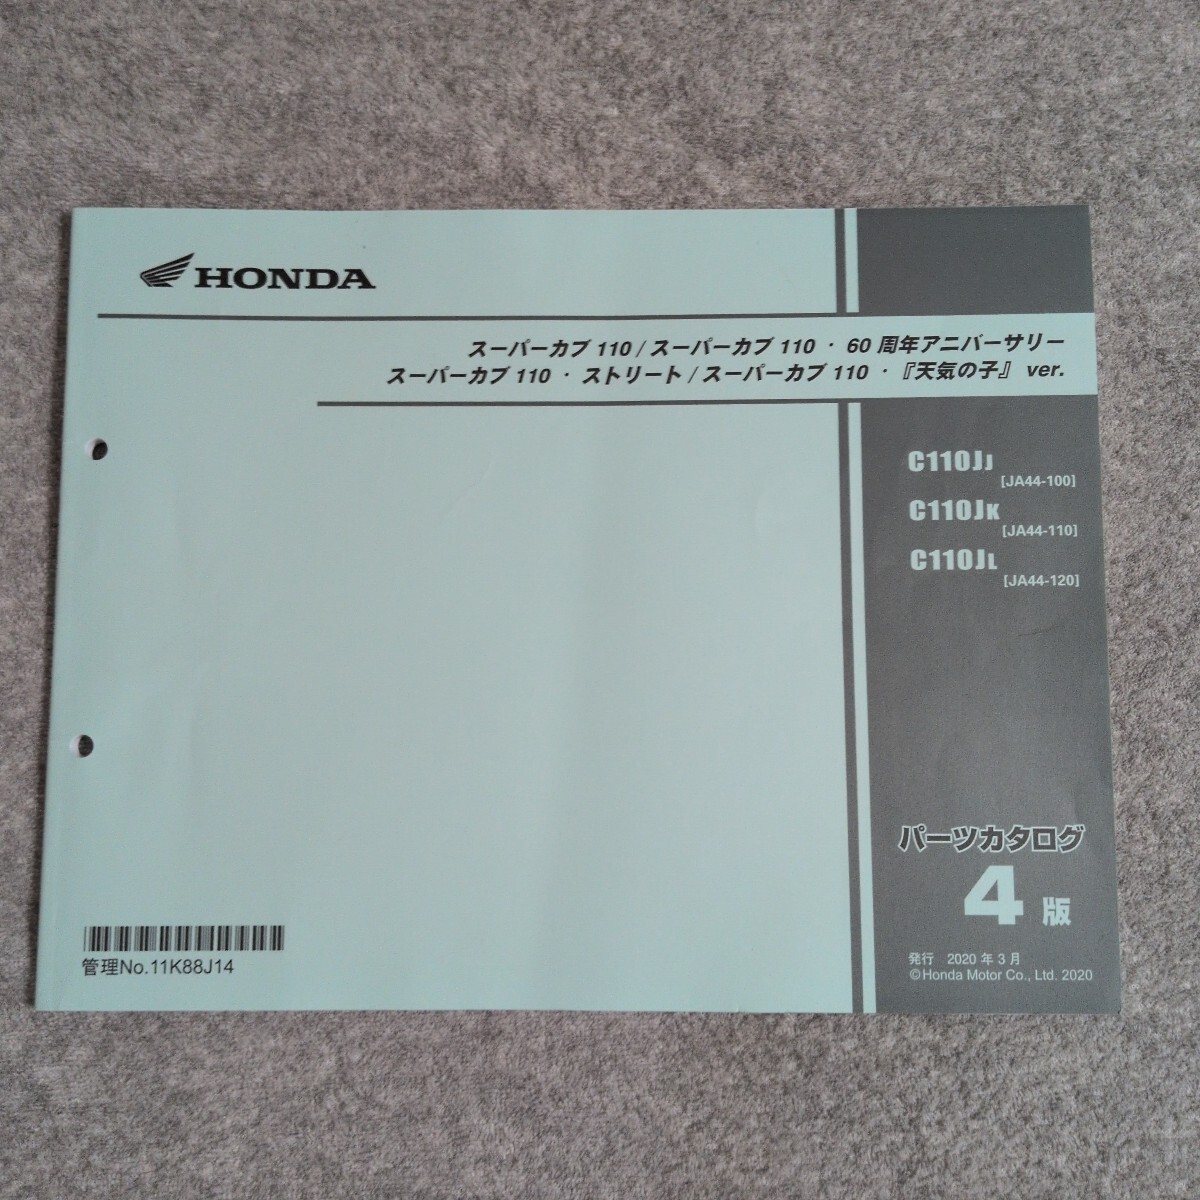 HONDA
スーパーカブ 110 / スーパーカブ 110 ・ 60 周年アニバーサリー
スーパーカブ 110 ・ ストリート / スーパーカブ 110 ・『天気の子』 ver.
C110JJ
[JA44-100]
C110JK
[JA44-110]
C110JL
[JA44-120]
パーツカタログ
4 版
発行 2020 年 3 月
©Honda Motor Co., Ltd. 2020
管理No.11K88J14